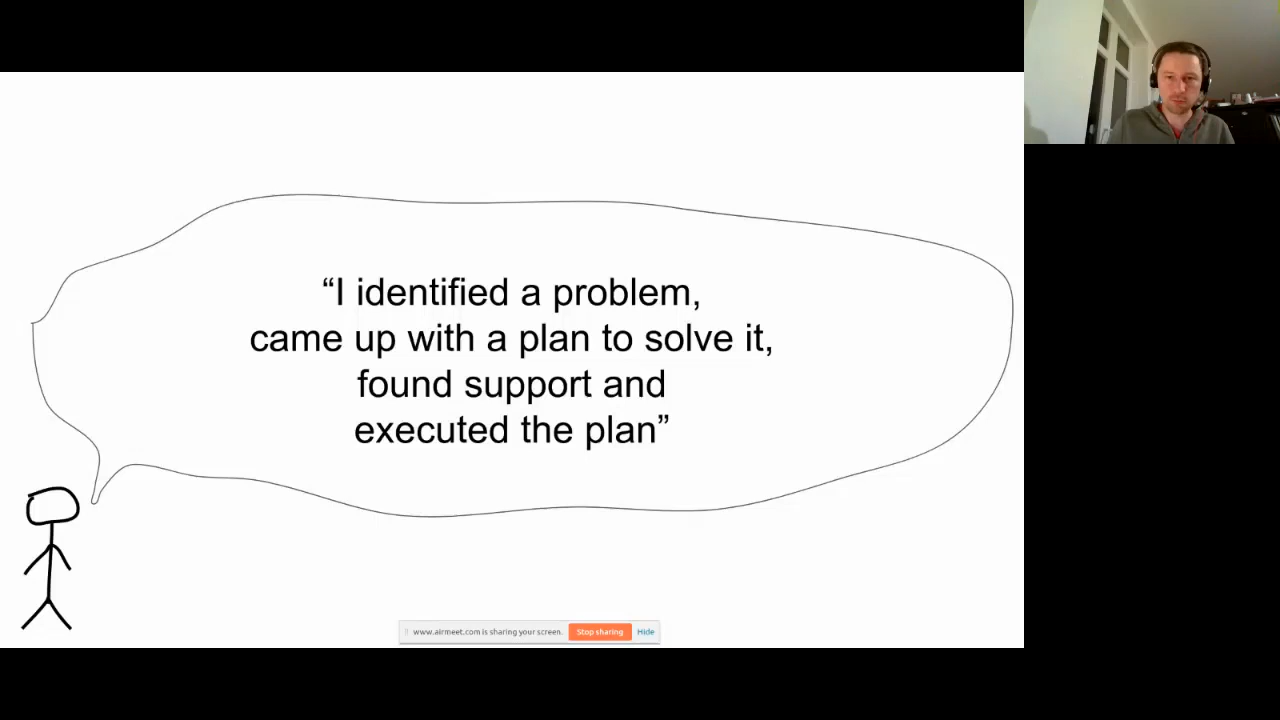 “I identified a problem,
came up with a plan to solve it,
found support and
executed the plan”
www.airmeet.com is sharing your screen. Stop sharing Hide